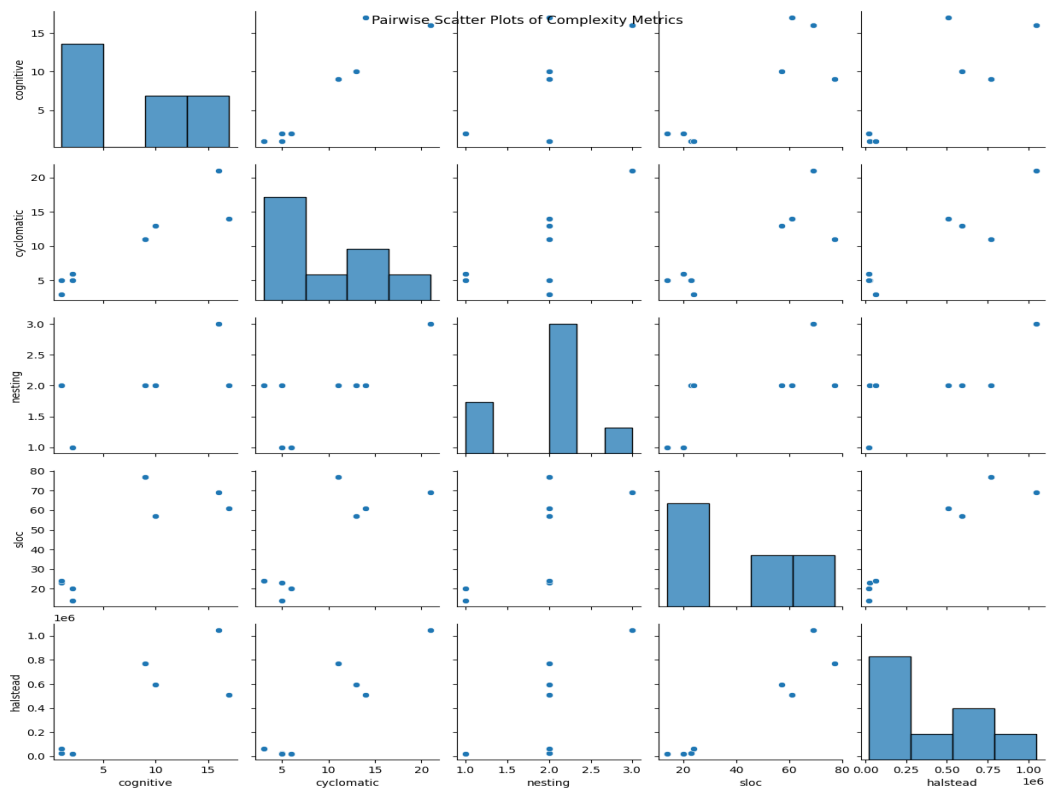 Pairwise Scatter Plots of Complexity Metrics
cognitive
15
10
5
cyclomatic
20
15
10
5
nesting
3.0
2.5
2.0
1.5
1.0
sloc
80
70
60
50
40
30
20
1e6
halstead
1.0
0.8
0.6
0.4
0.2
0.0
5 10 15
5 10 15 20
1.0 1.5 2.0 2.5 3.0
20 40 60 80
0.00 0.25 0.50 0.75 1.00
1e6
cognitive
cyclomatic
nesting
sloc
halstead